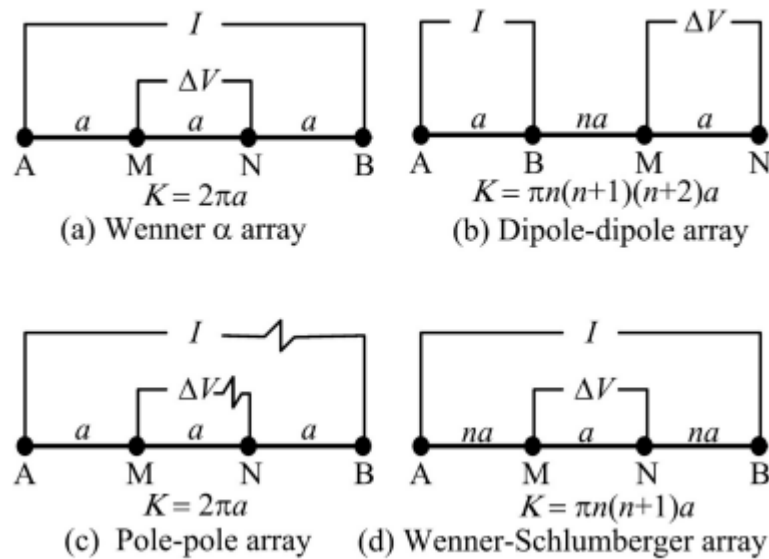 I
ΔV
a a a
A M N B
K = 2πa
(a) Wenner α array
I ΔV
a na a
A B M N
K = πn(n+1)(n+2)a
(b) Dipole-dipole array
I
ΔV
a a a
A M N B
K = 2πa
(c) Pole-pole array
I
ΔV
na a na
A M N B
K = πn(n+1)a
(d) Wenner-Schlumberger array